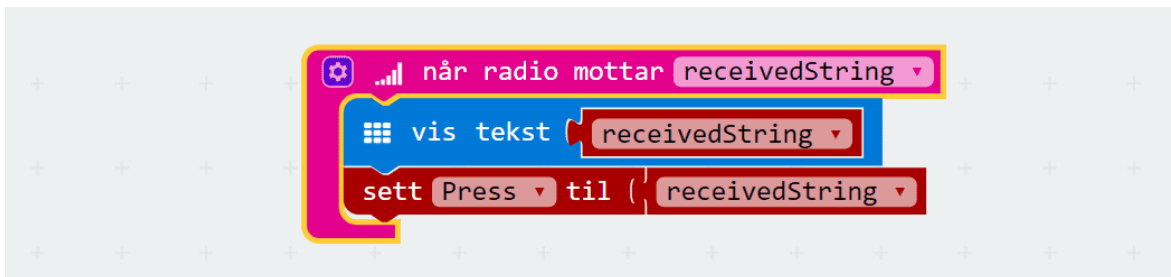 når radio mottar receivedString
vis tekst receivedString
sett Press til receivedString